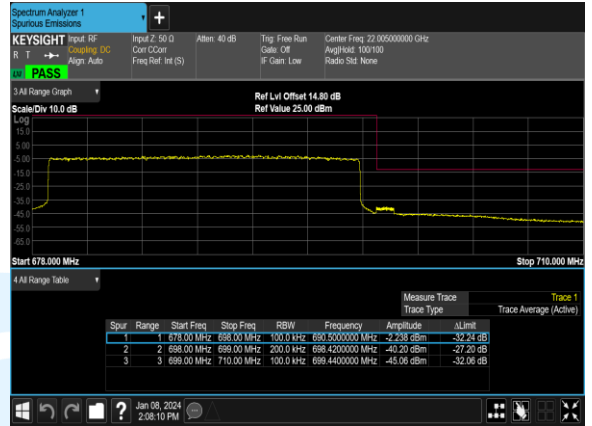 Spectrum Analyzer 1
Spurious Emissions
KEYSIGHT Input: RF Input Z: 50 Ω Atten: 40 dB Trig: Free Run Center Freq: 22.005000000 GHz
R T Coupling: DC Corr CCorr Gate: Off Avg|Hold: 100/100
Align: Auto Freq Ref: Int (S) IF Gain: Low Radio Std: None
LW PASS
3 All Range Graph
Ref Lvl Offset 14.80 dB
Scale/Div 10.0 dB Ref Value 25.00 dBm
Log
15.0
5.00
-5.00
-15.0
-25.0
-35.0
-45.0
-55.0
-65.0
Start 678.000 MHz Stop 710.000 MHz
4 All Range Table
Measure Trace Trace 1
Trace Type Trace Average (Active)
Spur Range Start Freq Stop Freq RBW Frequency Amplitude ΔLimit
1 1 678.00 MHz 698.00 MHz 100.0 kHz 690.5000000 MHz -2.238 dBm -32.24 dB
2 2 698.00 MHz 699.00 MHz 200.0 kHz 698.4200000 MHz -40.20 dBm -27.20 dB
3 3 699.00 MHz 710.00 MHz 100.0 kHz 699.4400000 MHz -45.06 dBm -32.06 dB
? Jan 08, 2024
2:08:10 PM